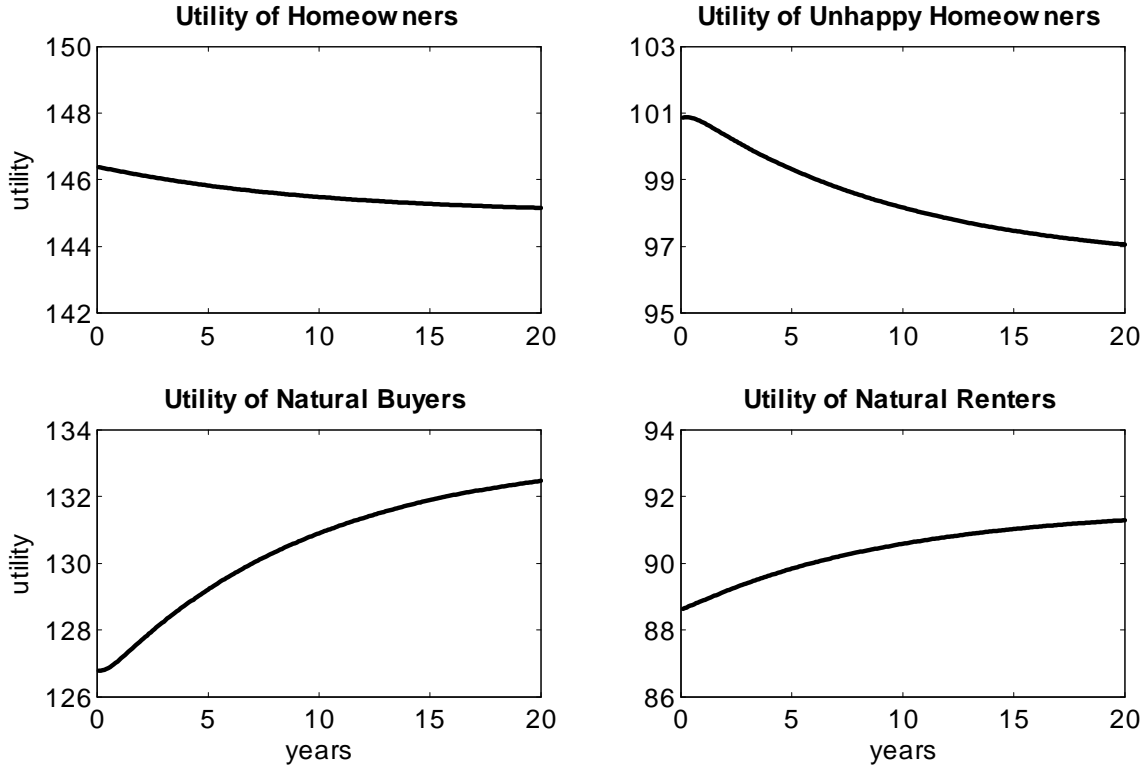 Utility of Homeowners
Utility of Unhappy Homeowners
150
148
146
144
142
utility
0 5 10 15 20
103
101
99
97
95
0 5 10 15 20
Utility of Natural Buyers
Utility of Natural Renters
134
132
130
128
126
utility
0 5 10 15 20
years
94
92
90
88
86
0 5 10 15 20
years